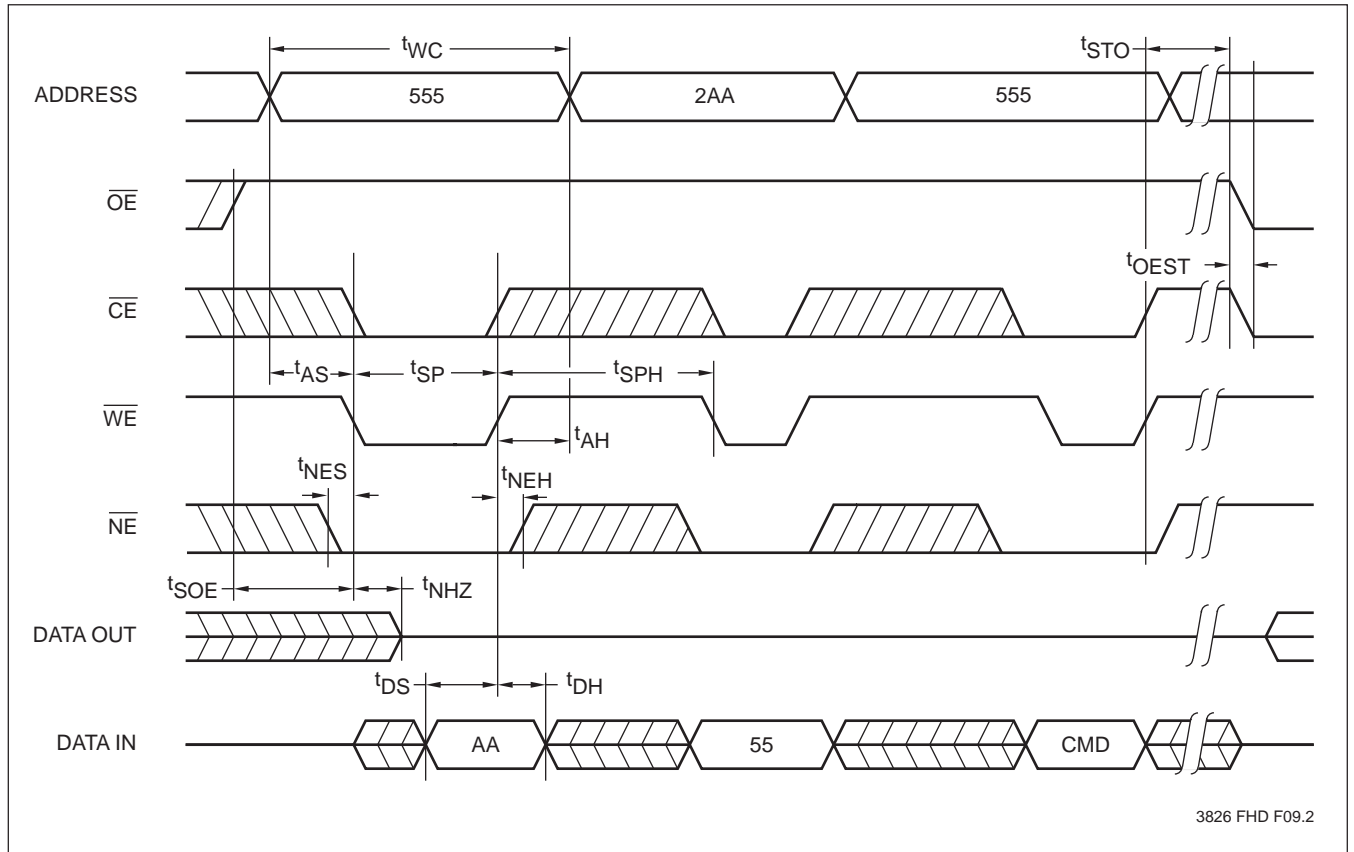 tWC
tSTO
ADDRESS
555
2AA
555
OE
tOEST
CE
tAS
tSP
tSPH
WE
tAH
tNES
tNEH
NE
tSOE
tNHZ
DATA OUT
tDS
tDH
DATA IN
AA
55
CMD
3826 FHD F09.2